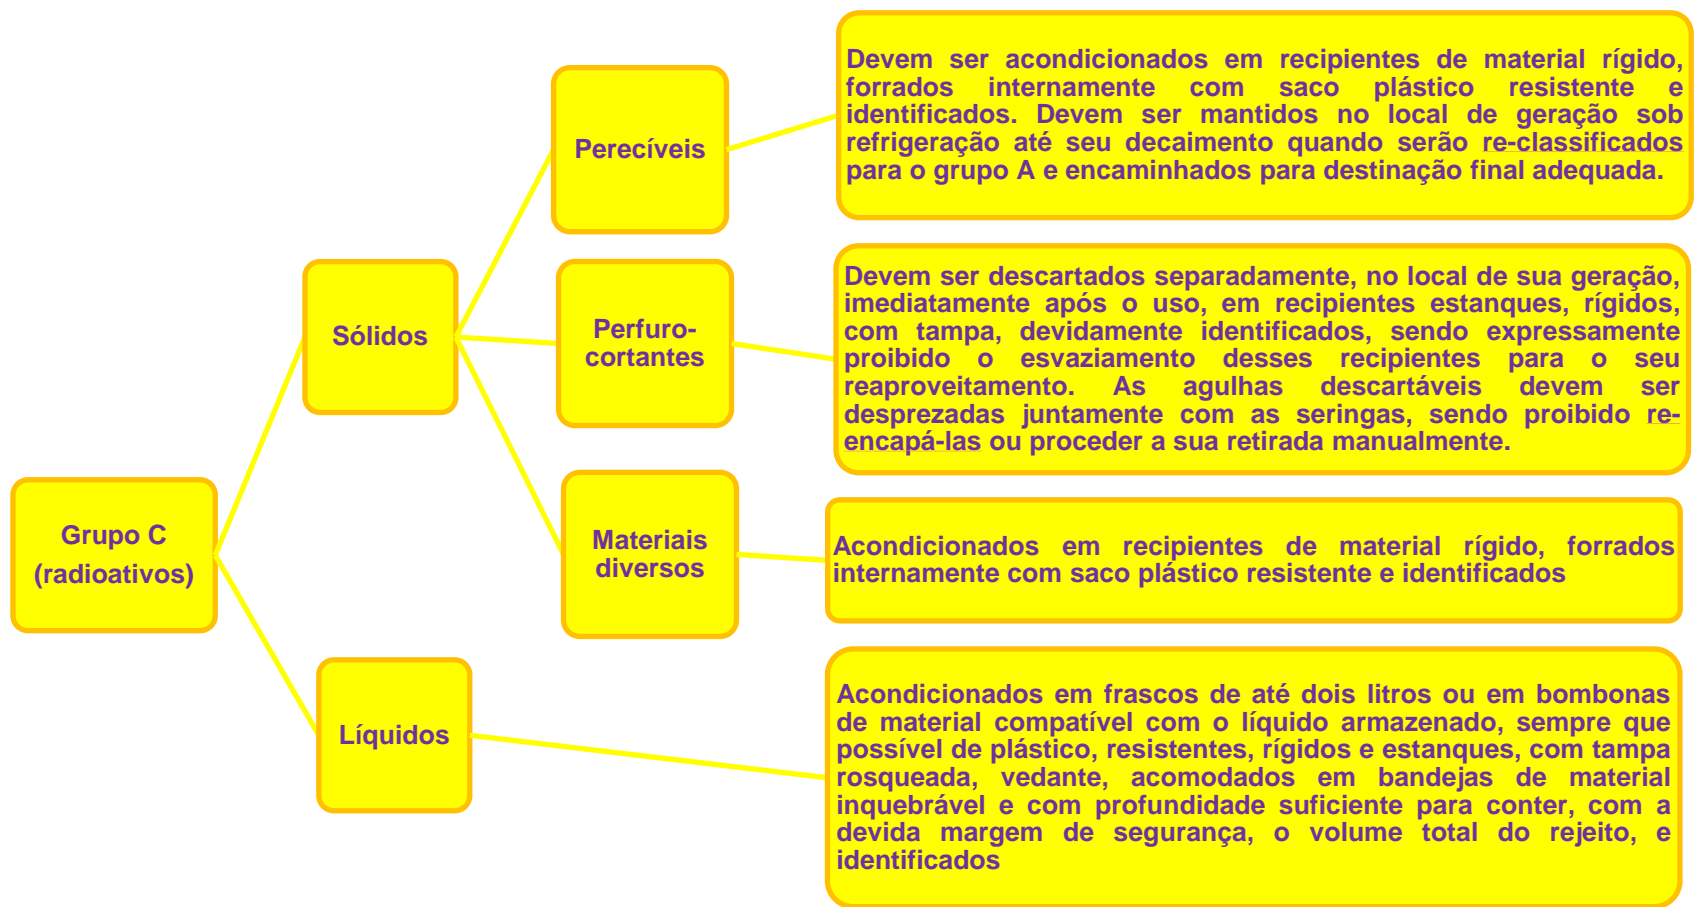 Grupo C
(radioativos)
Sólidos
Perecíveis
Devem ser acondicionados em recipientes de material rígido,
forrados internamente com saco plástico resistente e
identificados. Devem ser mantidos no local de geração sob
refrigeração até seu decaimento quando serão re-classificados
para o grupo A e encaminhados para destinação final adequada.
Perfuro-
cortantes
Devem ser descartados separadamente, no local de sua geração,
imediatamente após o uso, em recipientes estanques, rígidos,
com tampa, devidamente identificados, sendo expressamente
proibido o esvaziamento desses recipientes para o seu
reaproveitamento. As agulhas descartáveis devem ser
desprezadas juntamente com as seringas, sendo proibido re-
encapá-las ou proceder a sua retirada manualmente.
Materiais
diversos
Acondicionados em recipientes de material rígido, forrados
internamente com saco plástico resistente e identificados
Líquidos
Acondicionados em frascos de até dois litros ou em bombonas
de material compatível com o líquido armazenado, sempre que
possível de plástico, resistentes, rígidos e estanques, com tampa
rosqueada, vedante, acomodados em bandejas de material
inquebrável e com profundidade suficiente para conter, com a
devida margem de segurança, o volume total do rejeito, e
identificados